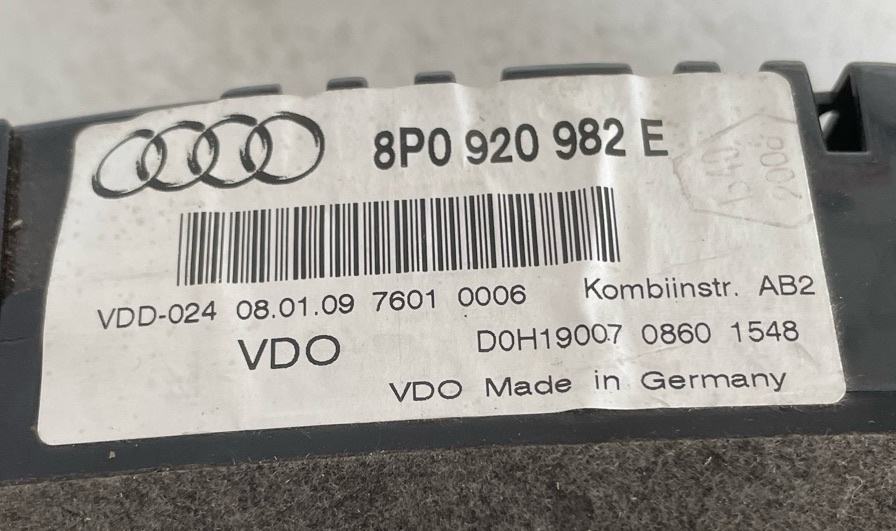 8P0 920 982 E
VDD-024 08.01.09 7601 0006
Kombiinstr. AB2
VDO
D0H19007 0860 1548
VDO Made in Germany